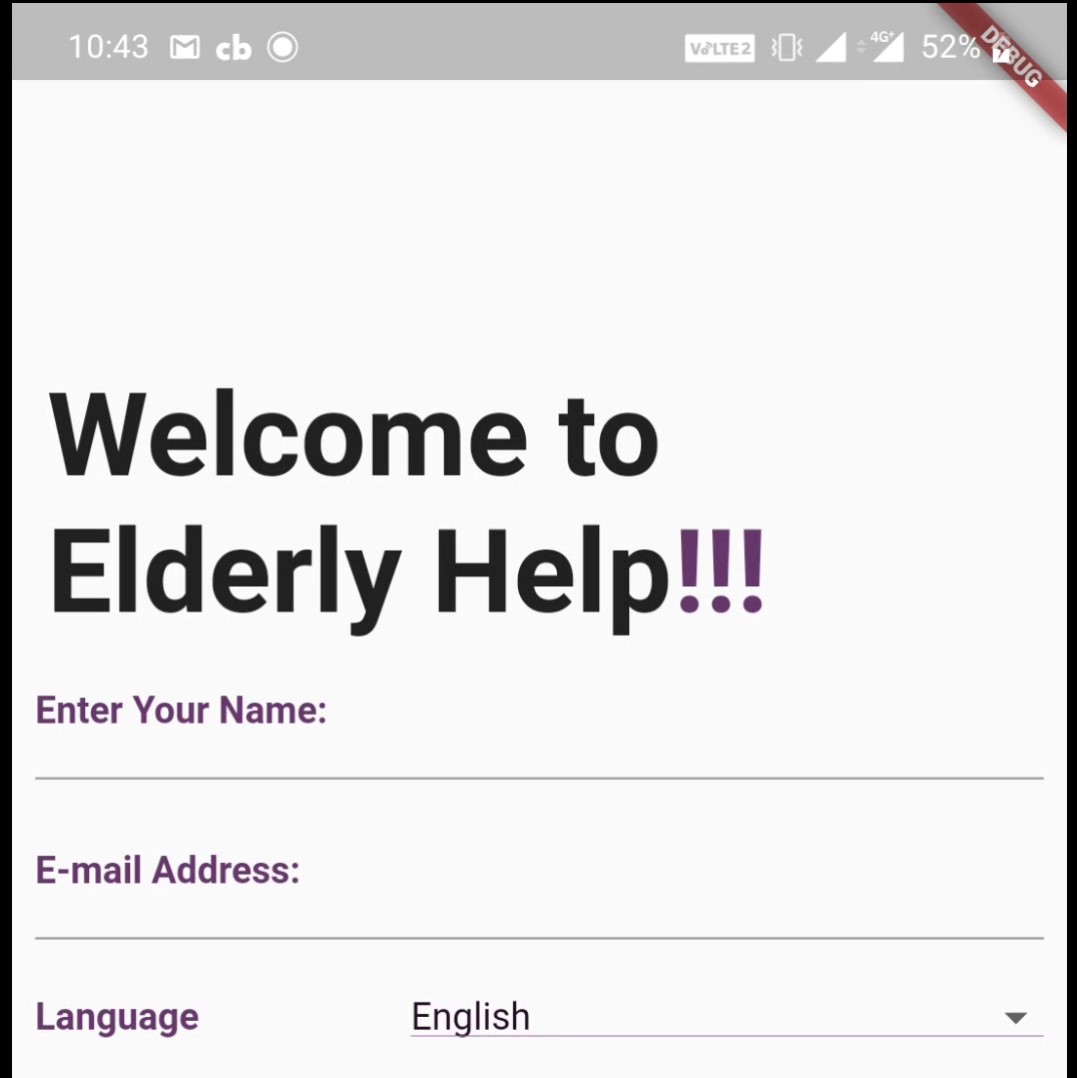 10:43 cb VoLTE2 4G+ 52%
DEBUG
Welcome to
Elderly Help!!!
Enter Your Name:
E-mail Address:
Language English